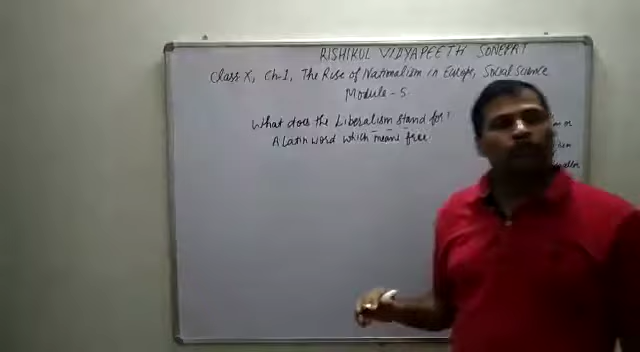 RISHIKUL VIDYAPEETH SONEPAT
Class X, Ch-1, The Rise of Nationalism in Europe, Social Science
Module - 5
What does the Liberalism stand for?
A Latin word which means free.
or